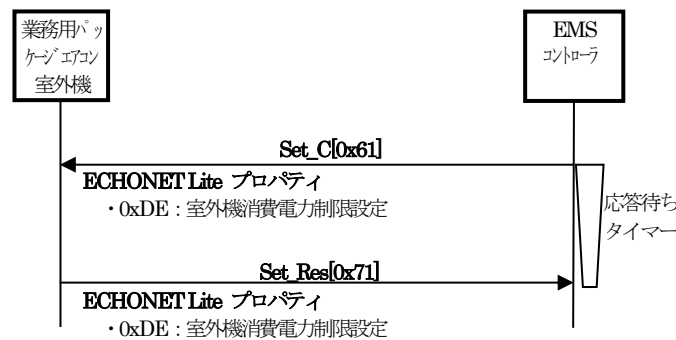 業務用パッ
ケージエアコン
室外機
EMS
コントローラ
Set_C[0x61]
ECHONET Lite プロパティ
・0xDE：室外機消費電力制限設定
応答待ち
タイマー
Set_Res[0x71]
ECHONET Lite プロパティ
・0xDE：室外機消費電力制限設定